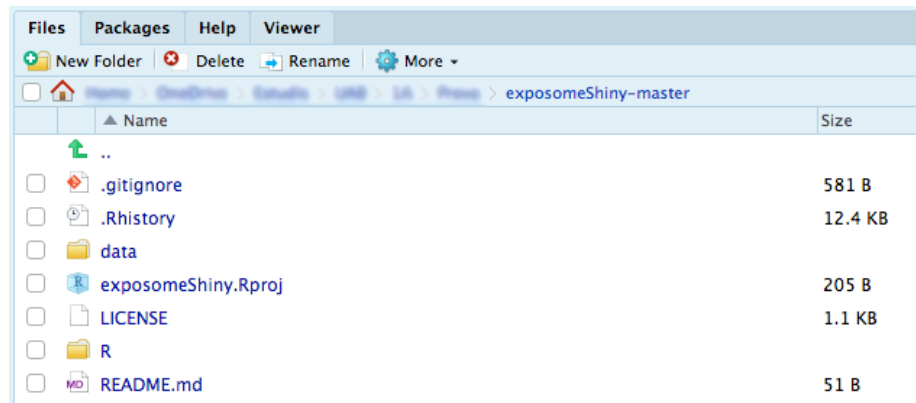 Files Packages Help Viewer
New Folder Delete Rename More
exposomeShiny-master
Name Size
..
.gitignore 581 B
.Rhistory 12.4 KB
data
exposomeShiny.Rproj 205 B
LICENSE 1.1 KB
R
README.md 51 B